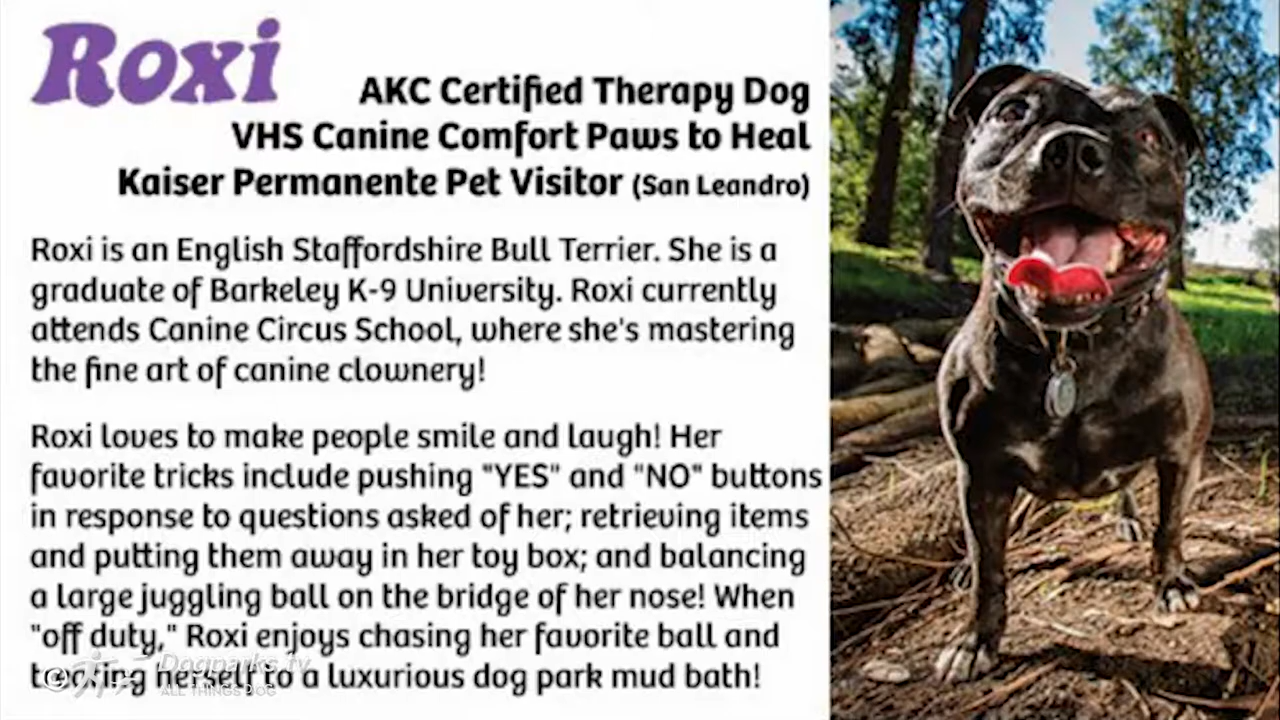 Roxi
AKC Certified Therapy Dog
VHS Canine Comfort Paws to Heal
Kaiser Permanente Pet Visitor (San Leandro)
Roxi is an English Staffordshire Bull Terrier. She is a
graduate of Barkeley K-9 University. Roxi currently
attends Canine Circus School, where she's mastering
the fine art of canine clownery!
Roxi loves to make people smile and laugh! Her
favorite tricks include pushing "YES" and "NO" buttons
in response to questions asked of her; retrieving items
and putting them away in her toy box; and balancing
a large juggling ball on the bridge of her nose! When
"off duty," Roxi enjoys chasing her favorite ball and
treating herself to a luxurious dog park mud bath!
© Dogparks.tv
ALL THINGS DOG